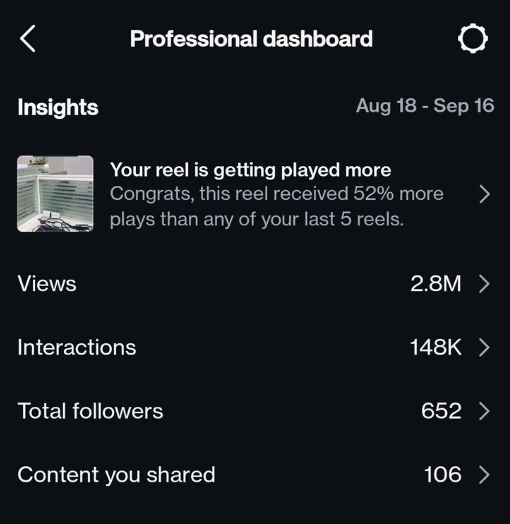 Professional dashboard
Insights
Aug 18 - Sep 16
Your reel is getting played more
Congrats, this reel received 52% more
plays than any of your last 5 reels.
Views
2.8M
Interactions
148K
Total followers
652
Content you shared
106